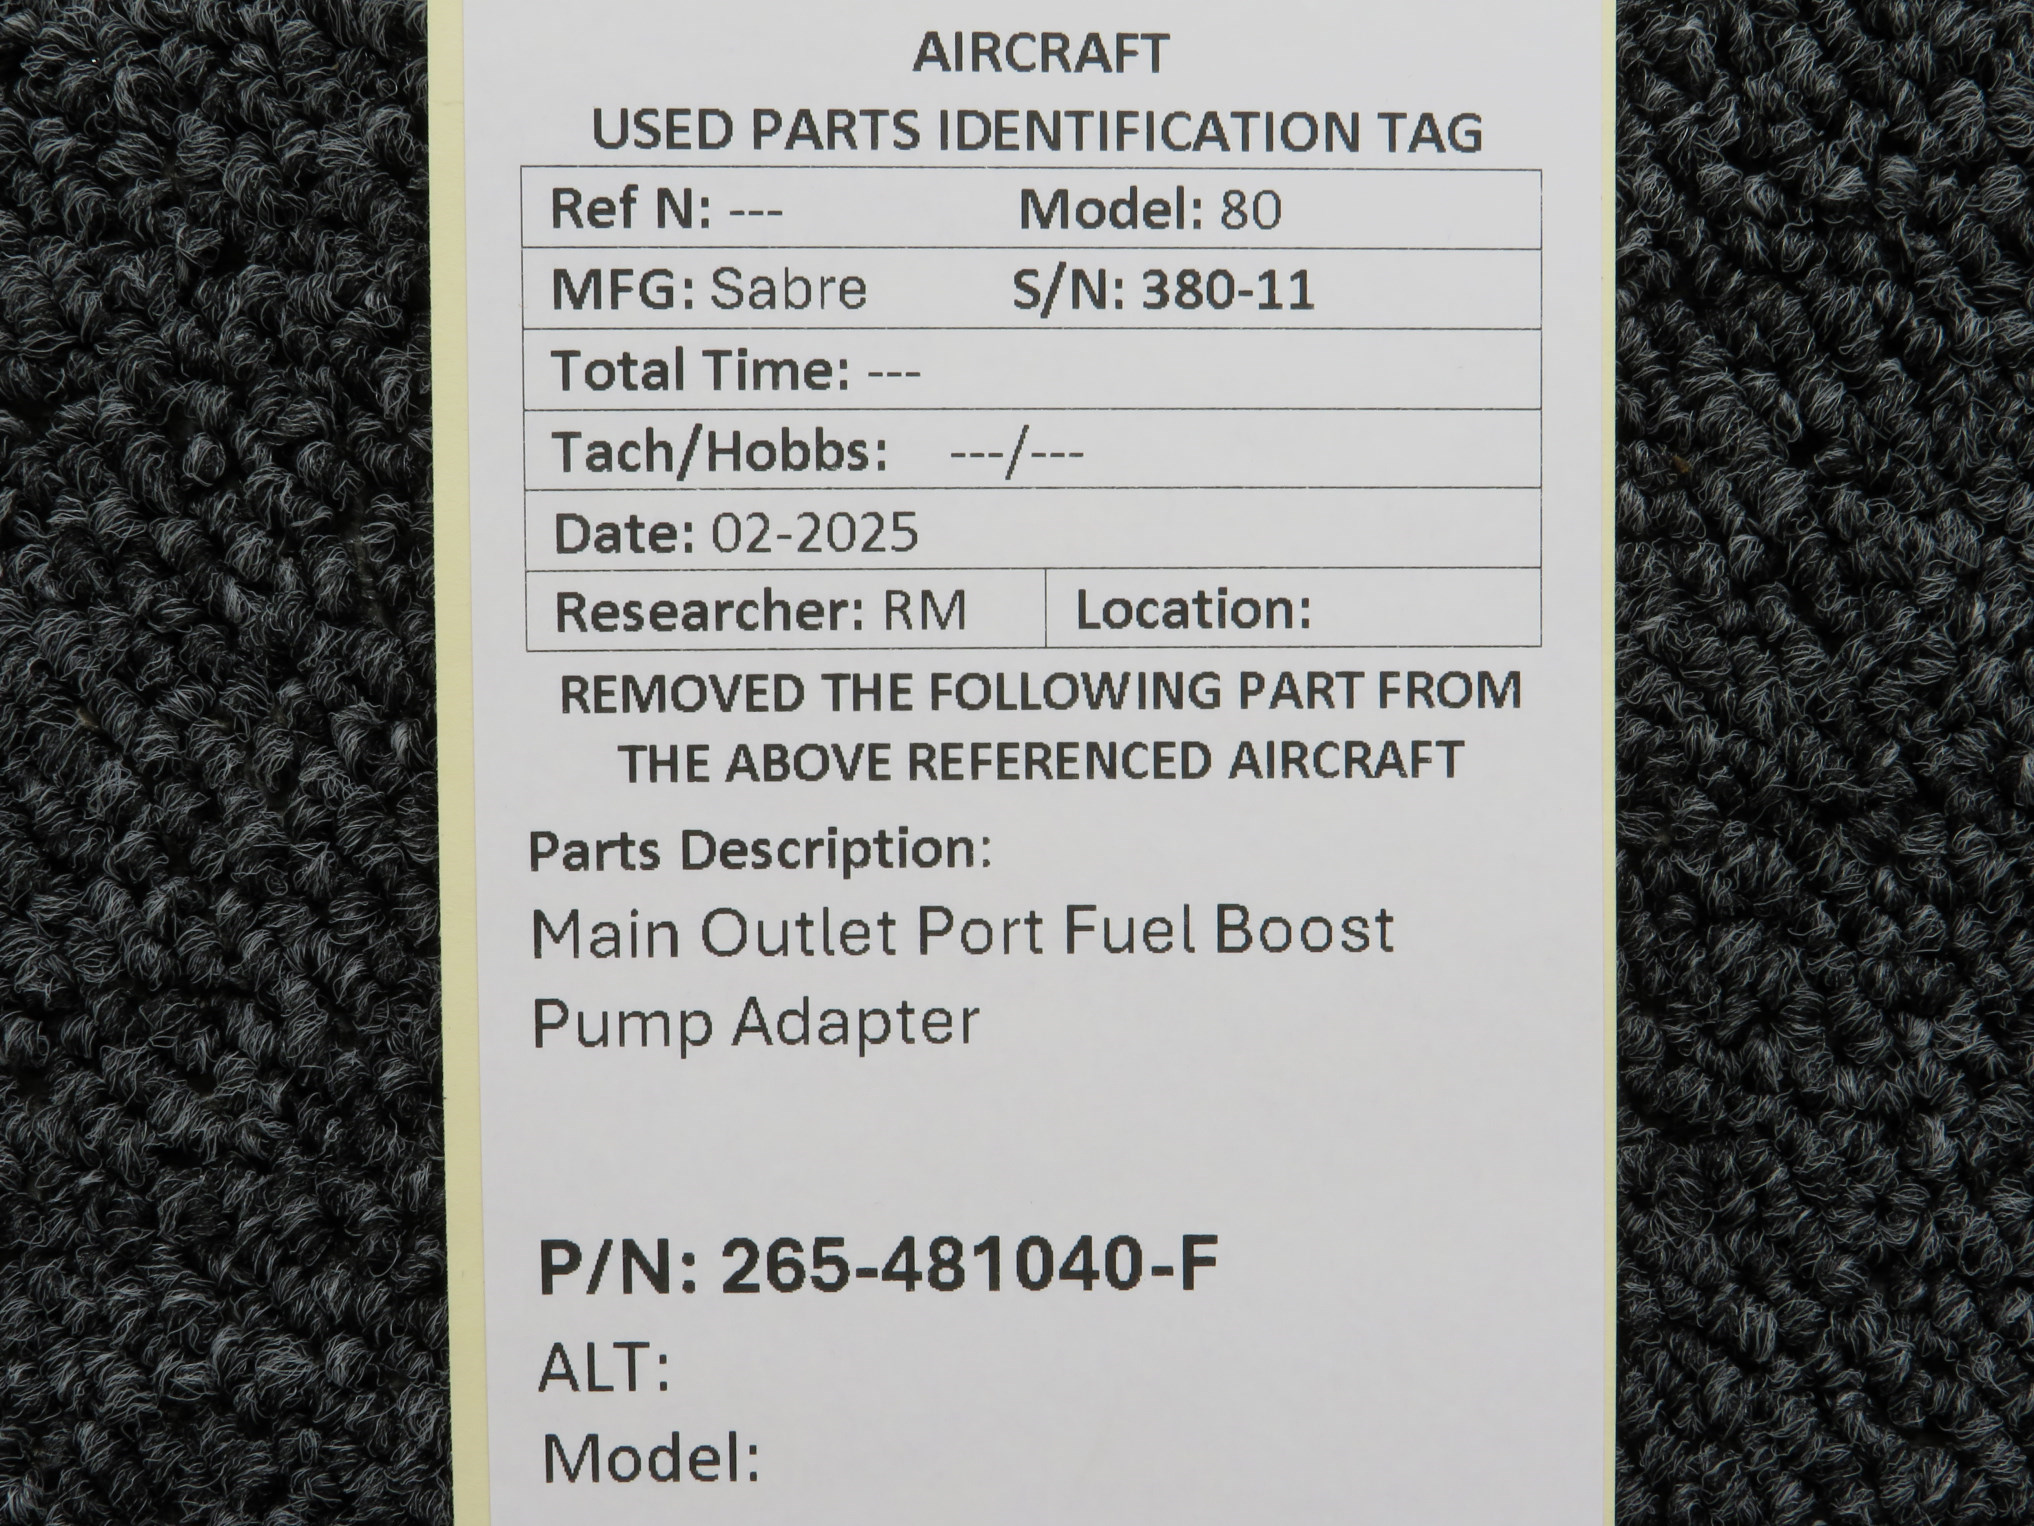 AIRCRAFT
USED PARTS IDENTIFICATION TAG
Ref N: --- Model: 80
MFG: Sabre S/N: 380-11
Total Time: ---
Tach/Hobbs: ---/---
Date: 02-2025
Researcher: RM Location:
REMOVED THE FOLLOWING PART FROM
THE ABOVE REFERENCED AIRCRAFT
Parts Description:
Main Outlet Port Fuel Boost
Pump Adapter
P/N: 265-481040-F
ALT:
Model: